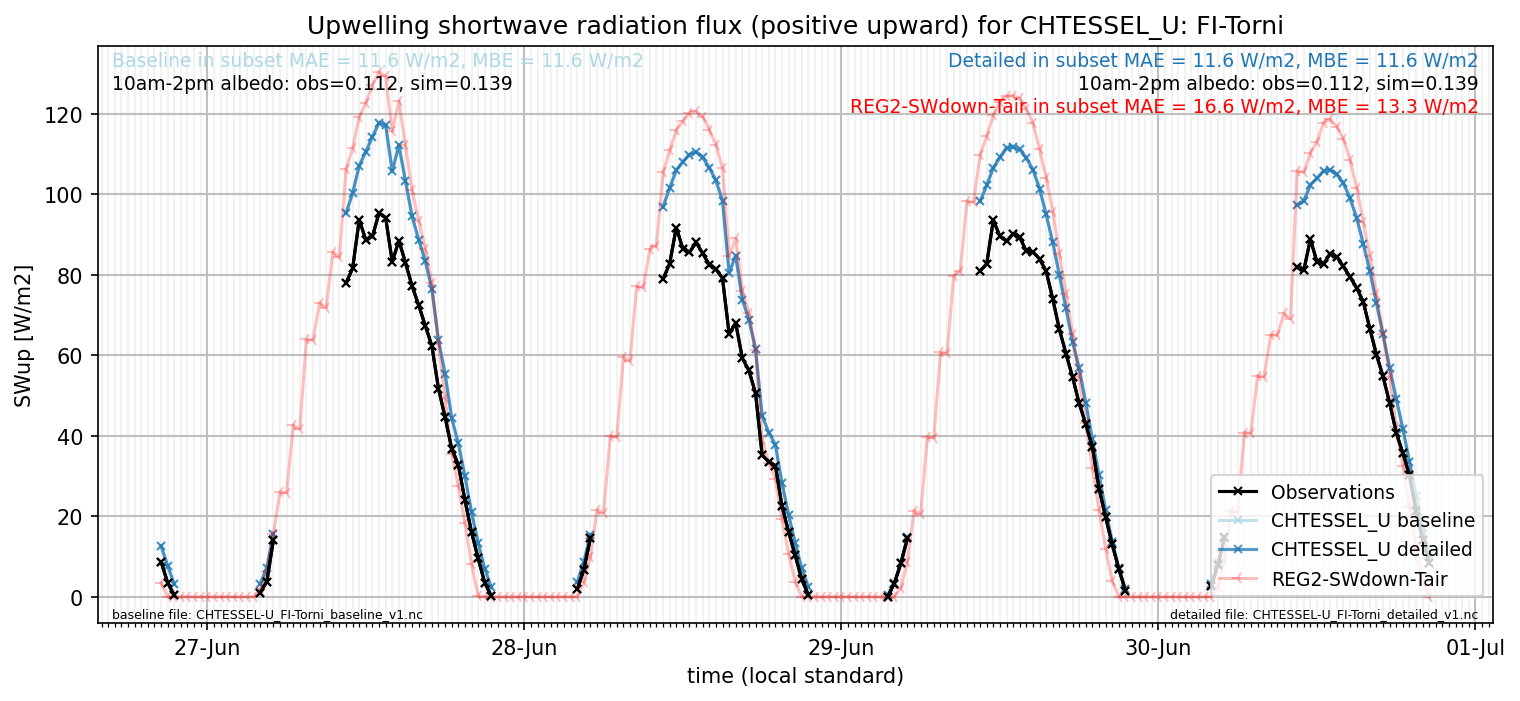 Upwelling shortwave radiation flux (positive upward) for CHTESSEL_U: FI-Torni
Baseline in subset MAE = 11.6 W/m2, MBE = 11.6 W/m2
10am-2pm albedo: obs=0.112, sim=0.139
Detailed in subset MAE = 11.6 W/m2, MBE = 11.6 W/m2
10am-2pm albedo: obs=0.112, sim=0.139
REG2-SWdown-Tair in subset MAE = 16.6 W/m2, MBE = 13.3 W/m2
SWup [W/m2]
120
100
80
60
40
20
0
Observations
CHTESSEL_U baseline
CHTESSEL_U detailed
REG2-SWdown-Tair
baseline file: CHTESSEL-U_FI-Torni_baseline_v1.nc
detailed file: CHTESSEL-U_FI-Torni_detailed_v1.nc
27-Jun
28-Jun
29-Jun
30-Jun
01-Jul
time (local standard)